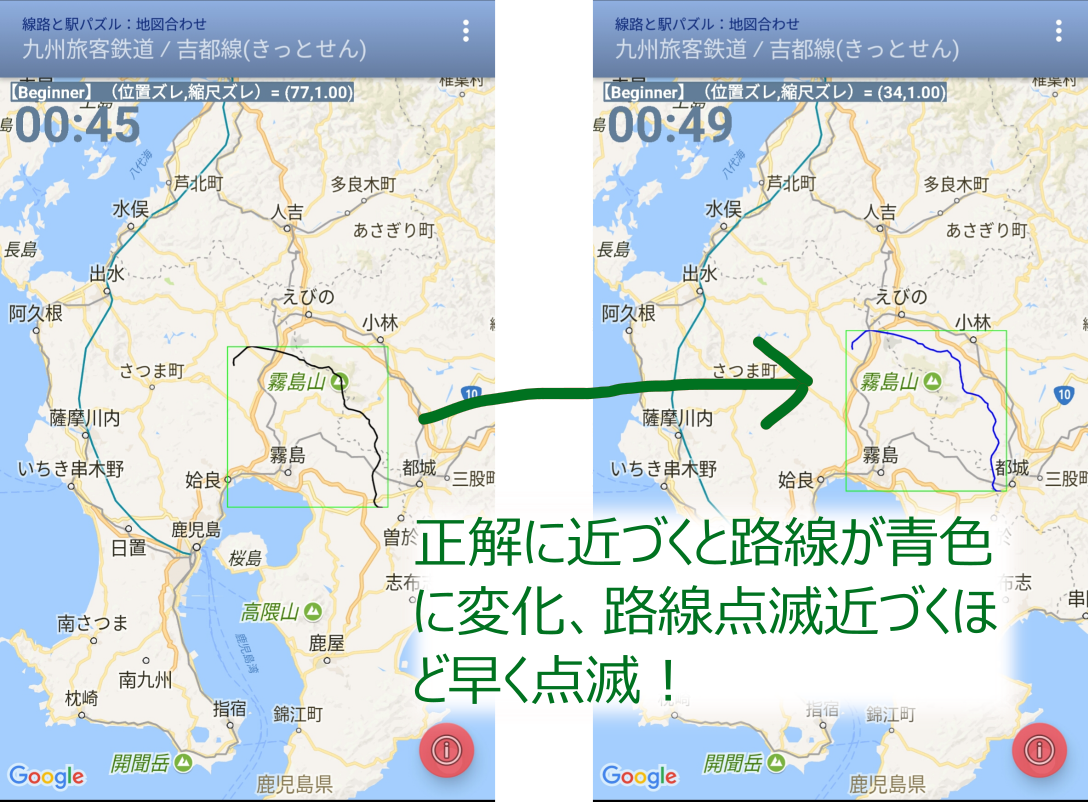 線路と駅パズル：地図合わせ
九州旅客鉄道 / 吉都線(きっとせん)
【Beginner】（位置ズレ,縮尺ズレ）= (77,1.00)
00:45
椎葉村
八代海
芦北町
多良木町
水俣
人吉
あさぎり町
長島
出水
えびの
阿久根
小林
さつま町
霧島山
10
薩摩川内
霧島
いちき串木野
姶良
都城
三股町
鹿児島
日置
桜島
曽於
志布
高隈山
南さつま
鹿児島湾
鹿屋
南九州
枕崎
指宿
錦江町
開聞岳
Google
鹿児島県
線路と駅パズル：地図合わせ
九州旅客鉄道 / 吉都線(きっとせん)
【Beginner】（位置ズレ,縮尺ズレ）= (34,1.00)
00:49
椎葉村
八代海
芦北町
多良木町
水俣
人吉
あさぎり町
長島
出水
えびの
阿久根
小林
さつま町
霧島山
10
薩摩川内
霧島
いちき串木野
姶良
都城
三股町
布志
串
指宿
錦江町
開聞岳
Google
鹿児島県
正解に近づくと路線が青色
に変化、路線点滅近づくほ
ど早く点滅！